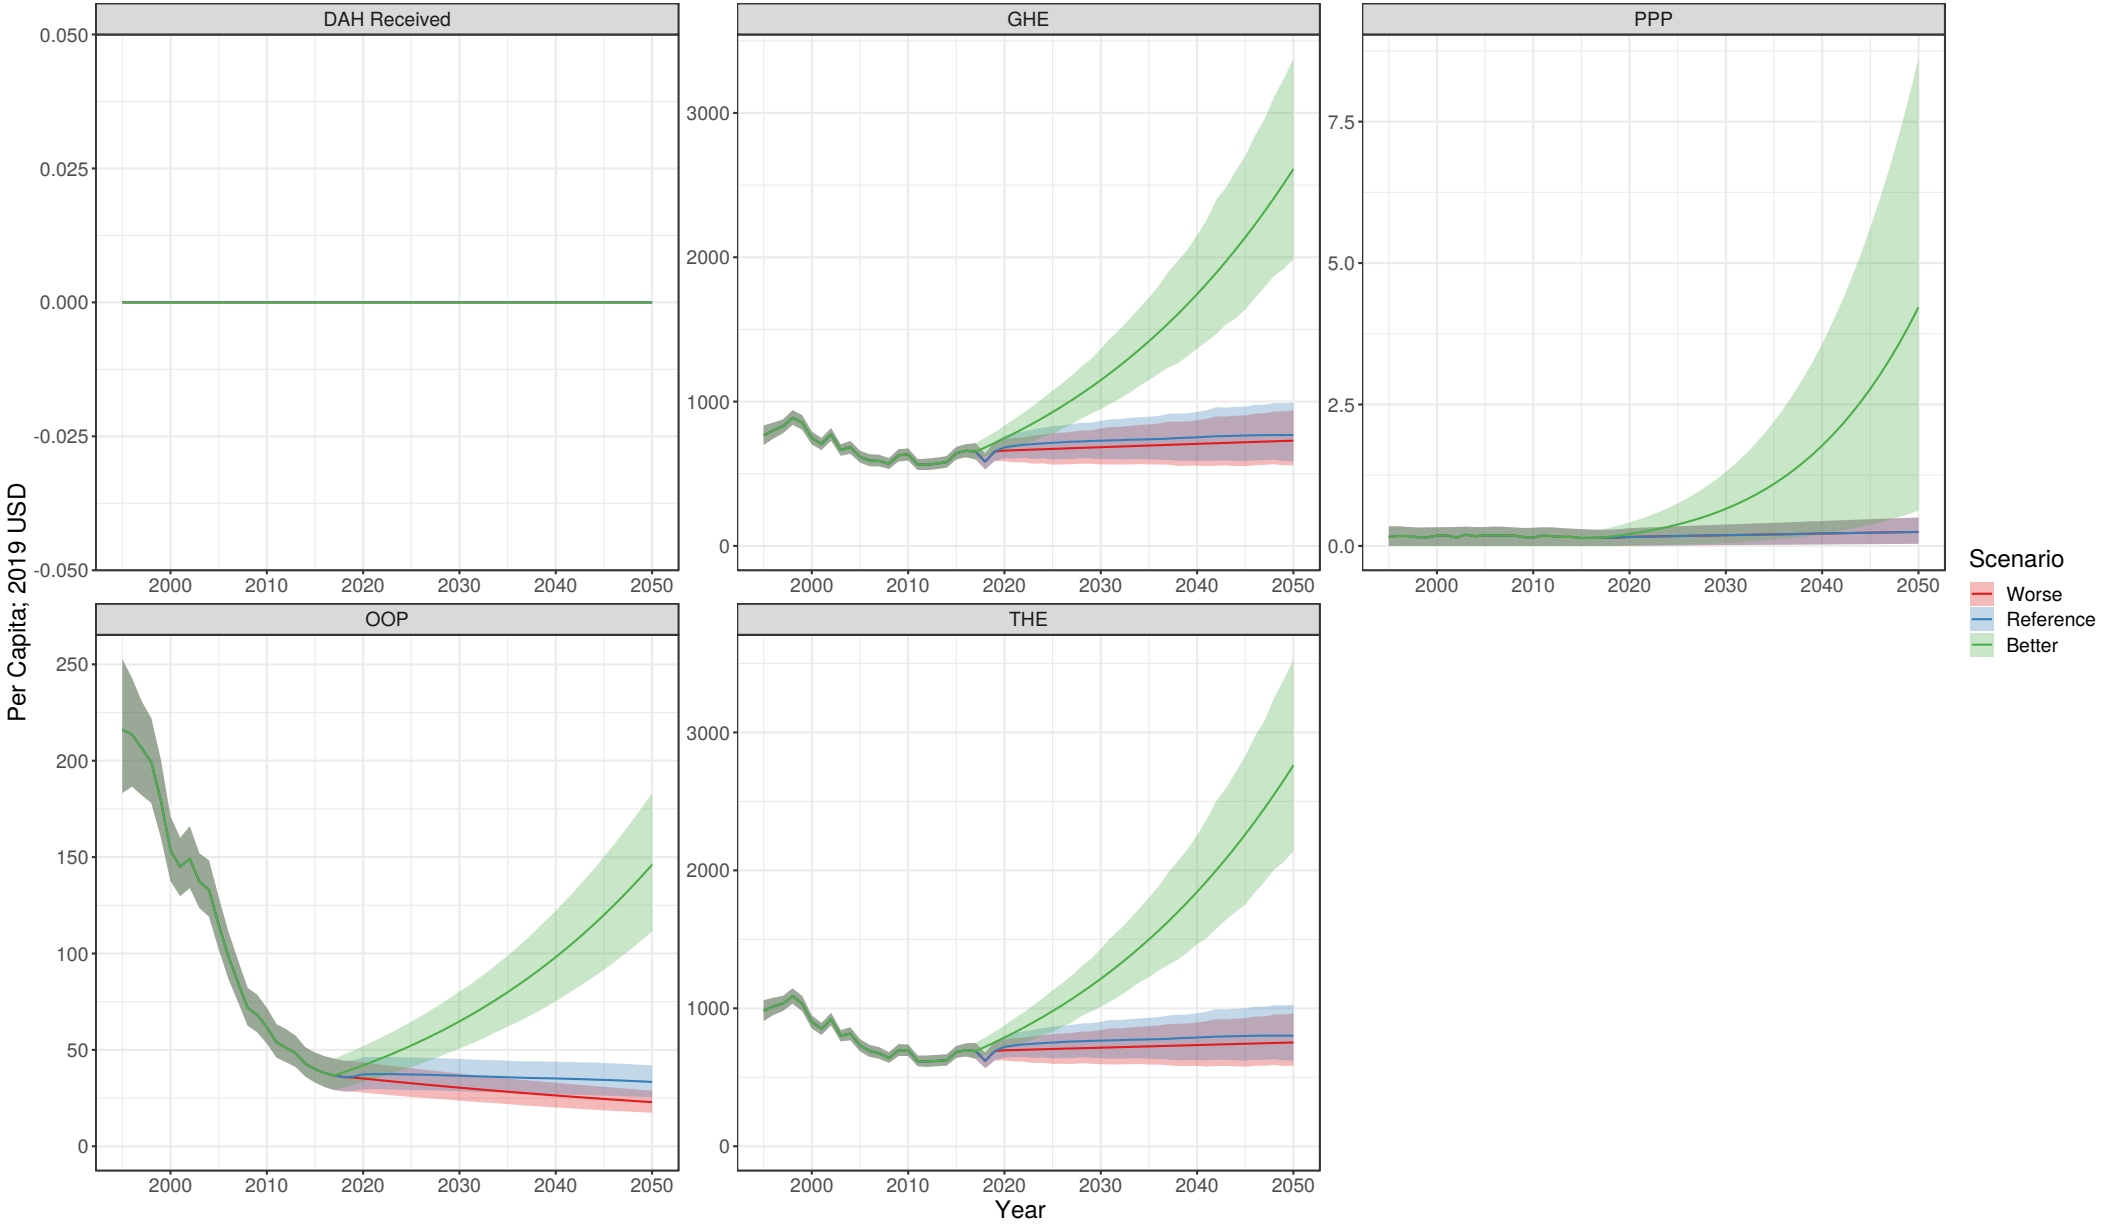 DAH Received
GHE
PPP
0.050
0.025
0.000
-0.025
-0.050
3000
2000
1000
0
7.5
5.0
2.5
0.0
2000 2010 2020 2030 2040 2050
2000 2010 2020 2030 2040 2050
2000 2010 2020 2030 2040 2050
OOP
THE
250
200
150
100
50
0
3000
2000
1000
0
2000 2010 2020 2030 2040 2050
2000 2010 2020 2030 2040 2050
Year
Per Capita; 2019 USD
Scenario
Worse
Reference
Better